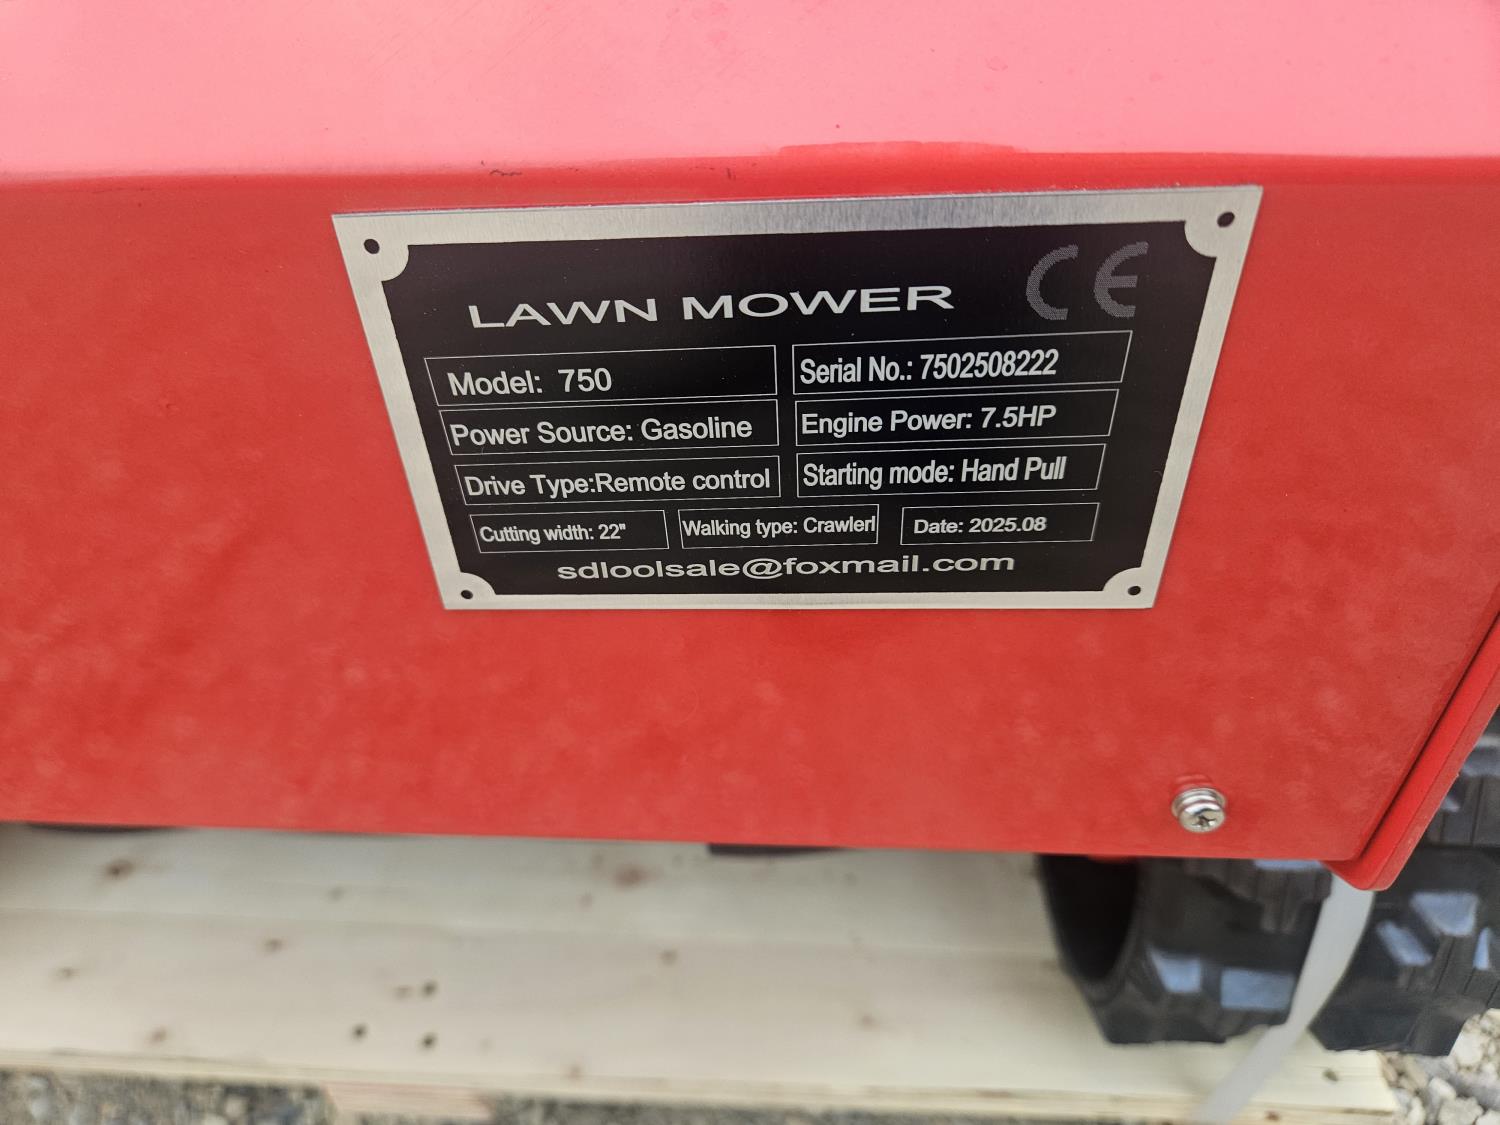 LAWN MOWER CE
Model: 750
Serial No.: 7502508222
Power Source: Gasoline
Engine Power: 7.5HP
Drive Type:Remote control
Starting mode: Hand Pull
Cutting width: 22"
Walking type: Crawlerl
Date: 2025.08
sdloolsale@foxmail.com